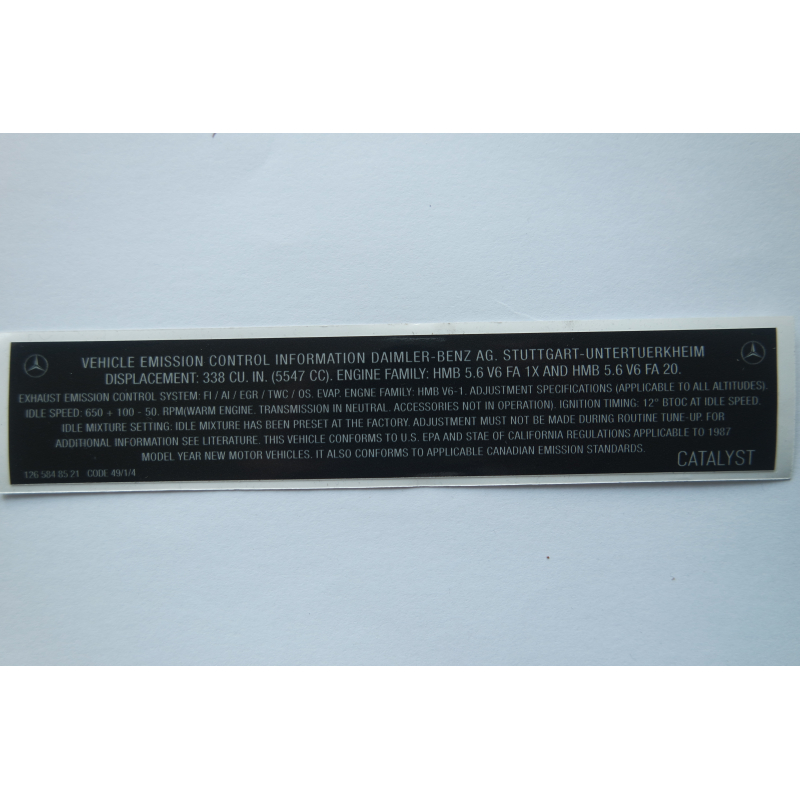 VEHICLE EMISSION CONTROL INFORMATION DAIMLER-BENZ AG. STUTTGART-UNTERTUERKHEIM
DISPLACEMENT: 338 CU. IN. (5547 CC). ENGINE FAMILY: HMB 5.6 V6 FA 1X AND HMB 5.6 V6 FA 20.
EXHAUST EMISSION CONTROL SYSTEM: FI / AI / EGR / TWC / OS. EVAP. ENGNE FAMILY: HMB V6-1. ADJUSTMENT SPECIFICATIONS (APPLICABLE TO ALL ALTITUDES).
IDLE SPEED: 650 + 100 - 50. RPM(WARM ENGINE. TRANSMISSION IN NEUTRAL. ACCESSORIES NOT IN OPERATION). IGNITION TIMING: 12° BTOC AT IDLE SPEED.
IDLE MIXTURE SETTING: IDLE MIXTURE HAS BEEN PRESET AT THE FACTORY. ADJUSTMENT MUST NOT BE MADE DURING ROUTINE TUNE-UP. FOR
ADDITIONAL INFORMATION SEE LITERATURE. THIS VEHICLE CONFORMS TO U.S. EPA AND STAE OF CALIFORNIA REGULATIONS APPLICABLE TO 1987
MODEL YEAR NEW MOTOR VEHICLES. IT ALSO CONFORMS TO APPLICABLE CANADIAN EMISSION STANDARDS.
CATALYST
126 584 85 21 CODE 49/1/4